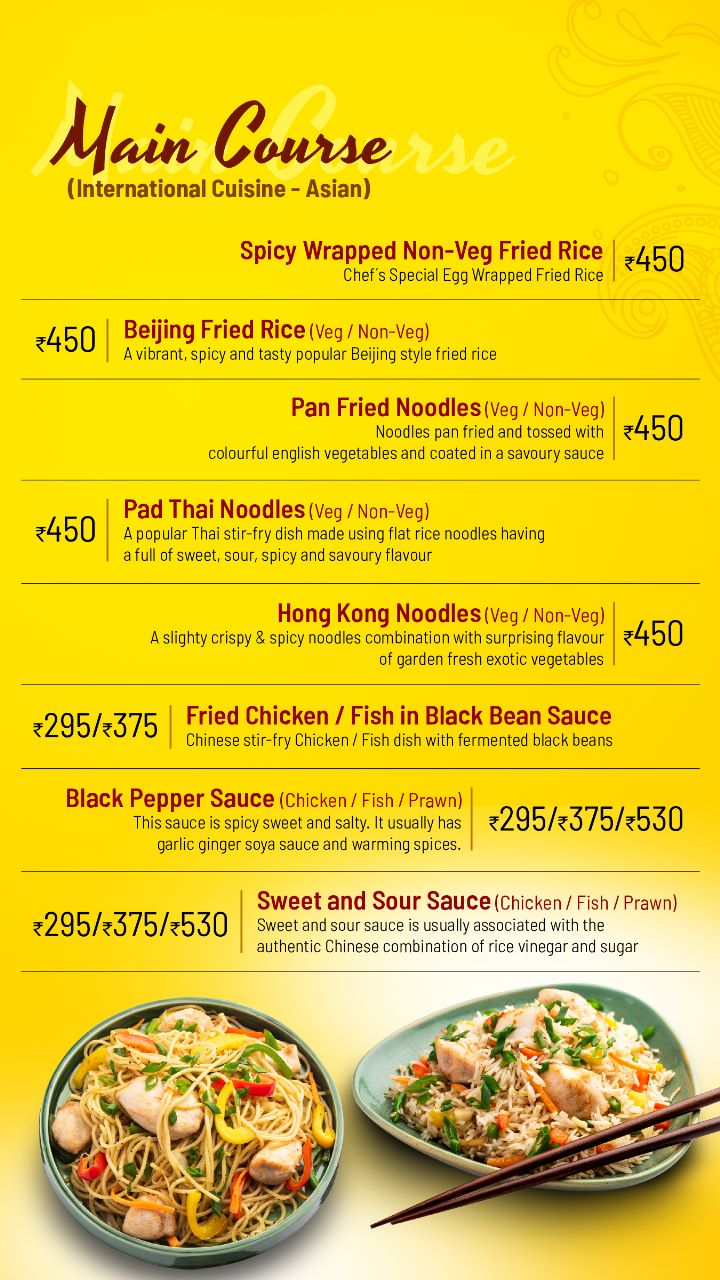 Main Course
(International Cuisine - Asian)
Spicy Wrapped Non-Veg Fried Rice
Chef´s Special Egg Wrapped Fried Rice
₹450
₹450
Beijing Fried Rice (Veg / Non-Veg)
A vibrant, spicy and tasty popular Beijing style fried rice
Pan Fried Noodles (Veg / Non-Veg)
Noodles pan fried and tossed with
colourful english vegetables and coated in a savoury sauce
₹450
₹450
Pad Thai Noodles (Veg / Non-Veg)
A popular Thai stir-fry dish made using flat rice noodles having
a full of sweet, sour, spicy and savoury flavour
Hong Kong Noodles (Veg / Non-Veg)
A slighty crispy & spicy noodles combination with surprising flavour
of garden fresh exotic vegetables
₹450
₹295/₹375
Fried Chicken / Fish in Black Bean Sauce
Chinese stir-fry Chicken / Fish dish with fermented black beans
Black Pepper Sauce (Chicken / Fish / Prawn)
This sauce is spicy sweet and salty. It usually has
garlic ginger soya sauce and warming spices.
₹295/₹375/₹530
₹295/₹375/₹530
Sweet and Sour Sauce (Chicken / Fish / Prawn)
Sweet and sour sauce is usually associated with the
authentic Chinese combination of rice vinegar and sugar